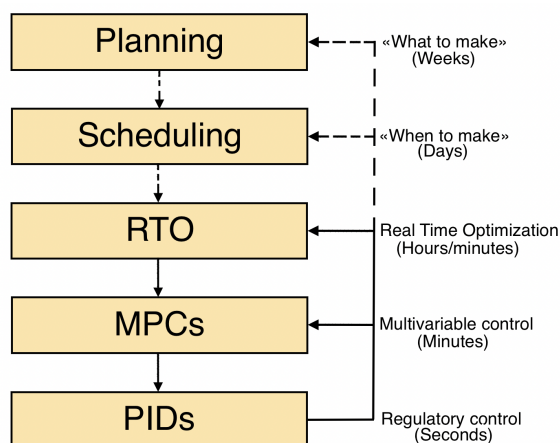 Planning
«What to make»
(Weeks)
Scheduling
«When to make»
(Days)
RTO
Real Time Optimization
(Hours/minutes)
MPCs
Multivariable control
(Minutes)
PIDs
Regulatory control
(Seconds)